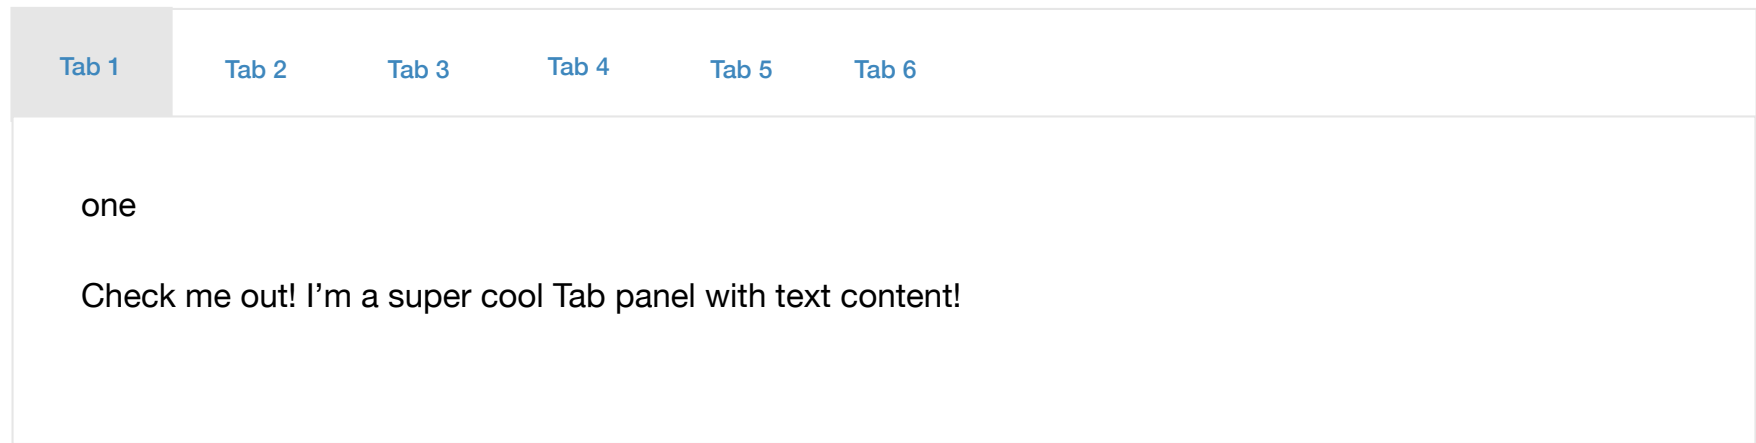 Tab 1 Tab 2 Tab 3 Tab 4 Tab 5 Tab 6
one
Check me out! I’m a super cool Tab panel with text content!